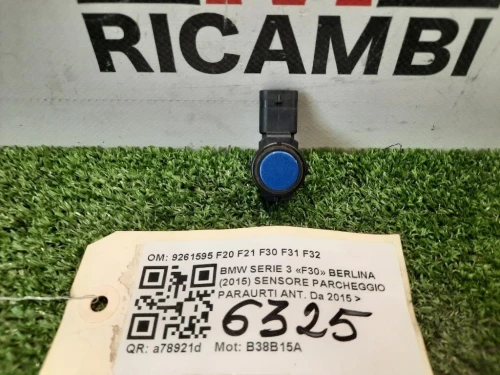 RICAMBI
OM: 9261595 F20 F21 F30 F31 F32
BMW SERIE 3 «F30» BERLINA
(2015) SENSORE PARCHEGGIO
PARAURTI ANT. Da 2015 >
6325
QR: a78921d Mot: B38B15A